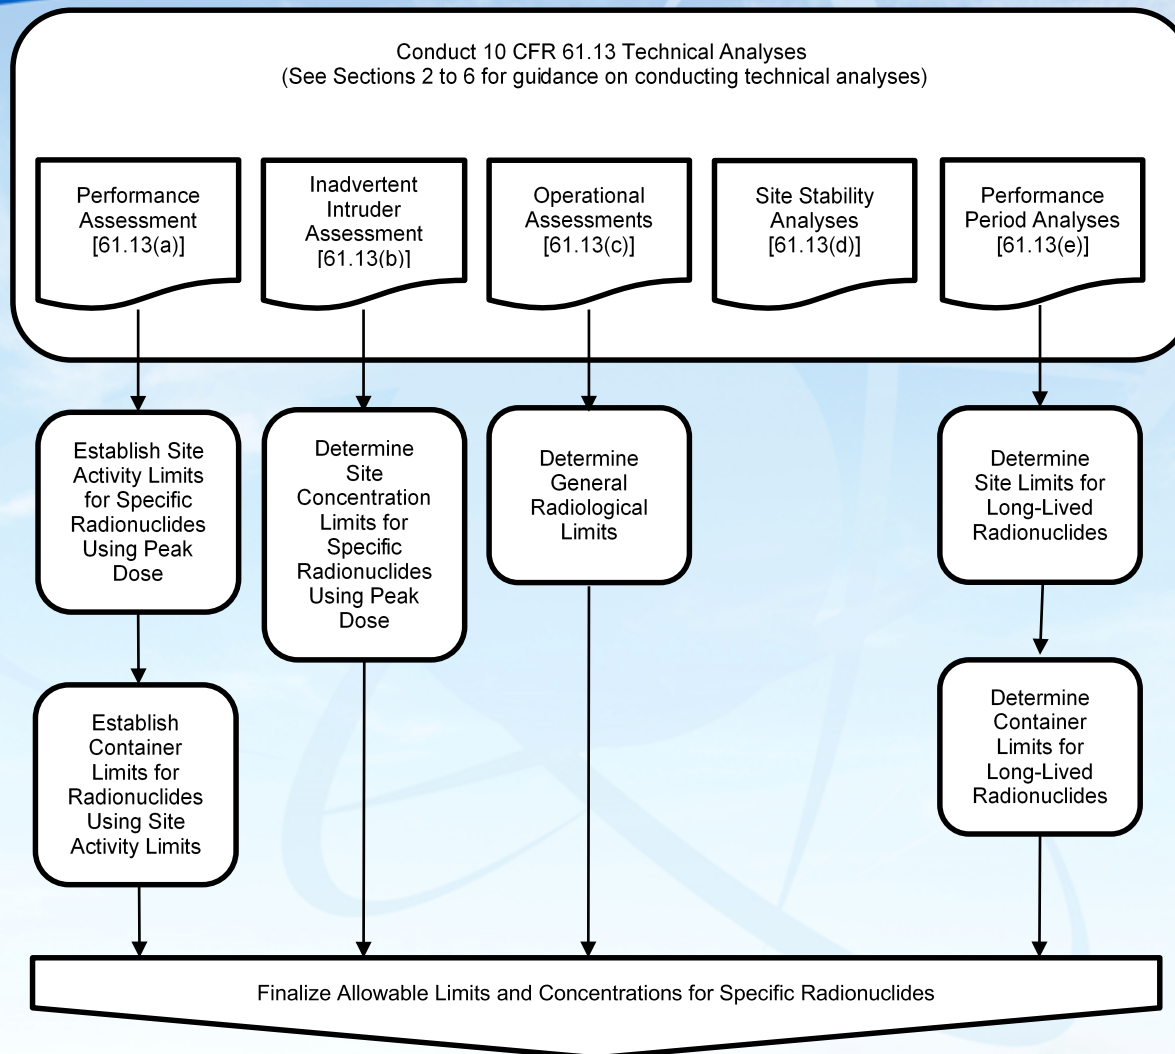 Conduct 10 CFR 61.13 Technical Analyses
(See Sections 2 to 6 for guidance on conducting technical analyses)
Performance
Assessment
[61.13(a)]
Inadvertent
Intruder
Assessment
[61.13(b)]
Operational
Assessments
[61.13(c)]
Site Stability
Analyses
[61.13(d)]
Performance
Period Analyses
[61.13(e)]
Establish Site
Activity Limits
for Specific
Radionuclides
Using Peak
Dose
Determine
Site
Concentration
Limits for
Specific
Radionuclides
Using Peak
Dose
Determine
General
Radiological
Limits
Determine
Site Limits for
Long-Lived
Radionuclides
Establish
Container
Limits for
Radionuclides
Using Site
Activity Limits
Determine
Container
Limits for
Long-Lived
Radionuclides
Finalize Allowable Limits and Concentrations for Specific Radionuclides